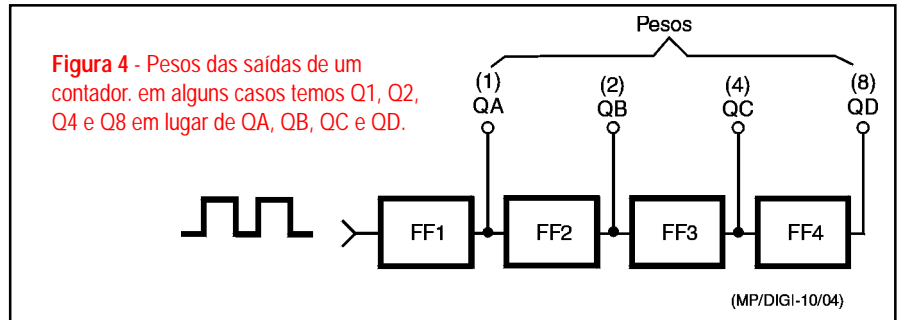 Pesos
Figura 4 - Pesos das saídas de um
contador. em alguns casos temos Q1, Q2,
Q4 e Q8 em lugar de QA, QB, QC e QD.
(1) (2) (4) (8)
QA QB QC QD
FF1 FF2 FF3 FF4
(MP/DIGI-10/04)